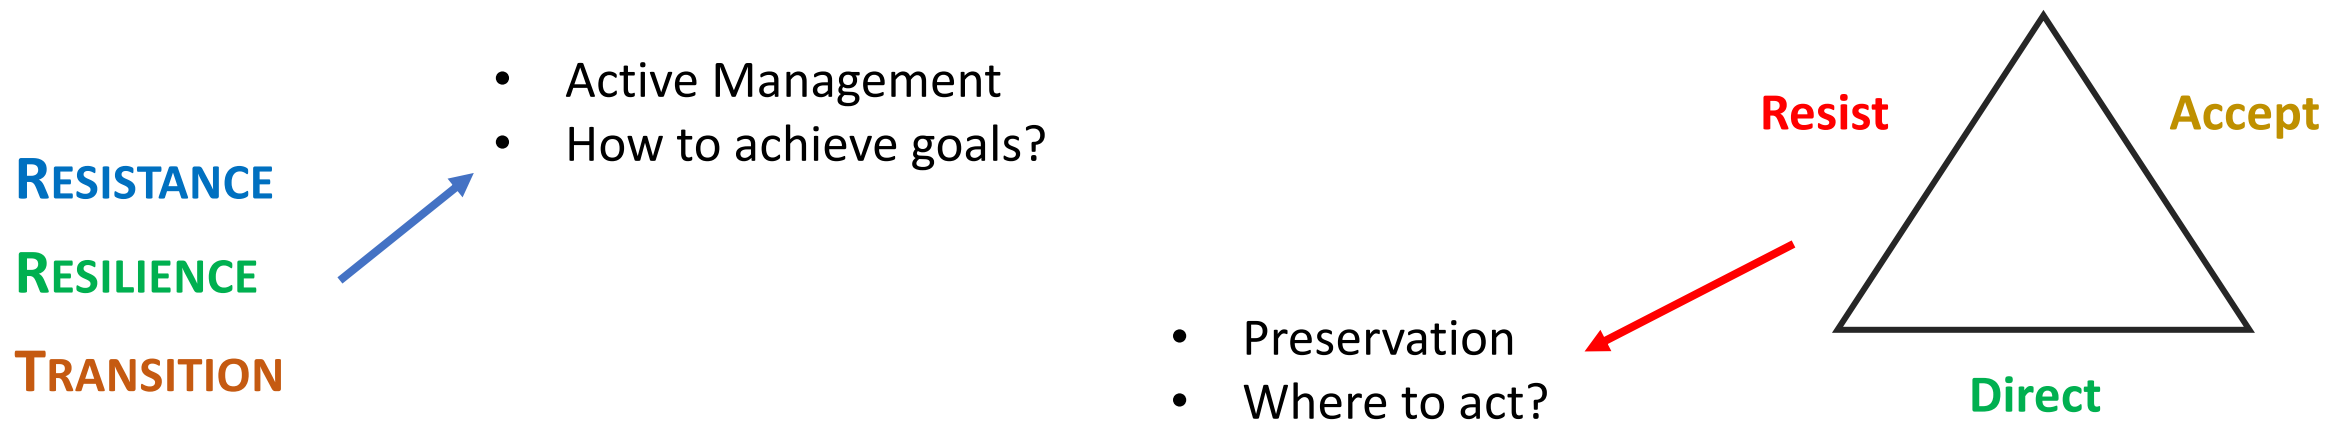 RESISTANCE
RESILIENCE
TRANSITION
• Active Management
• How to achieve goals?
• Preservation
• Where to act?
Resist
Accept
Direct